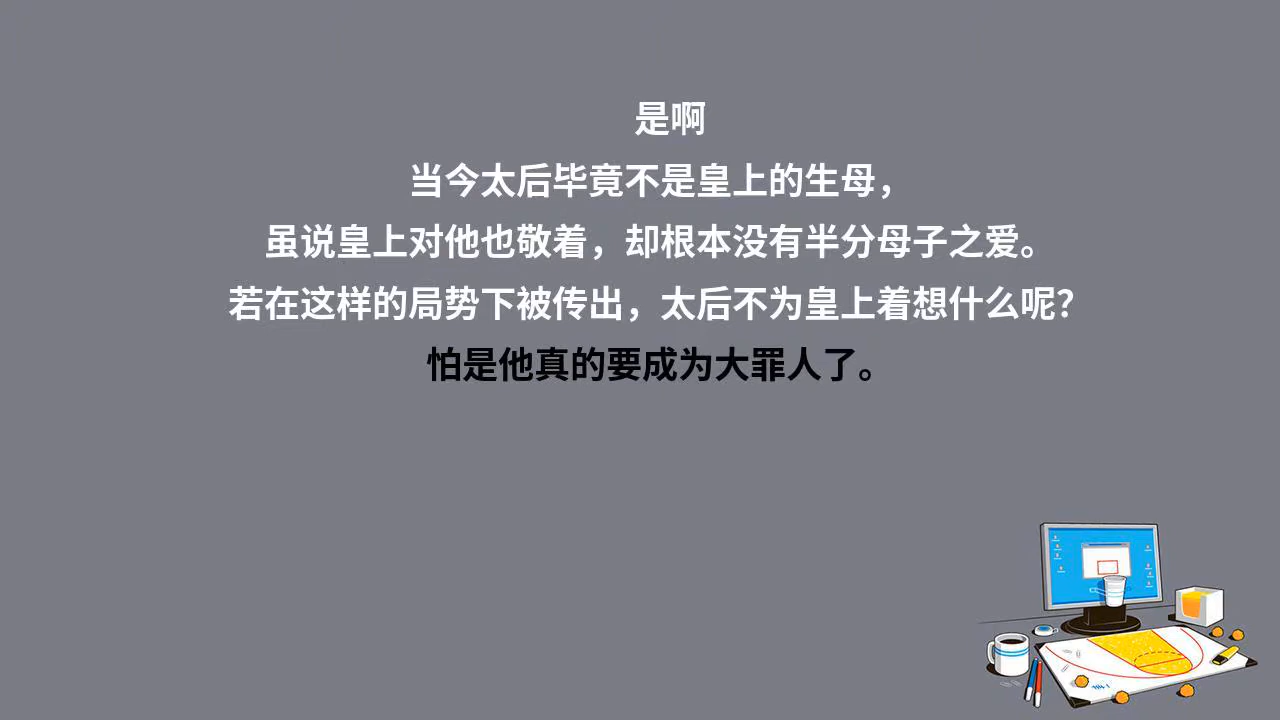 是啊
当今太后毕竟不是皇上的生母，
虽说皇上对他也敬着，却根本没有半分母子之爱。
若在这样的局势下被传出，太后不为皇上着想什么呢？
怕是他真的要成为大罪人了。